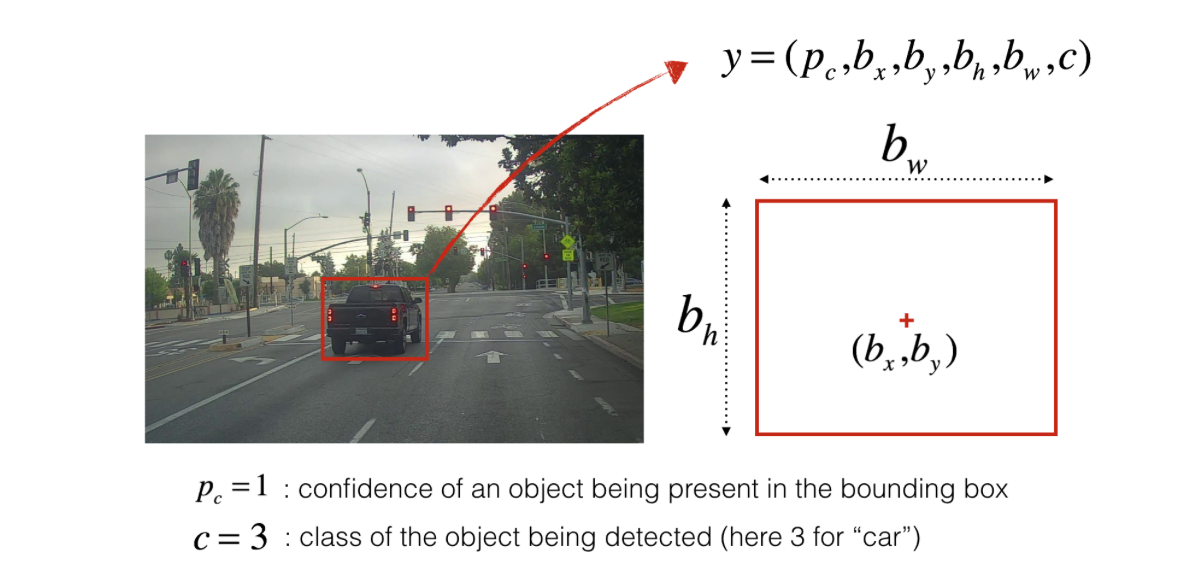 y=(p_c,b_x,b_y,b_h,b_w,c)
b_w
b_h
(b_x,b_y)
p_c=1 : confidence of an object being present in the bounding box
c=3 : class of the object being detected (here 3 for “car”)